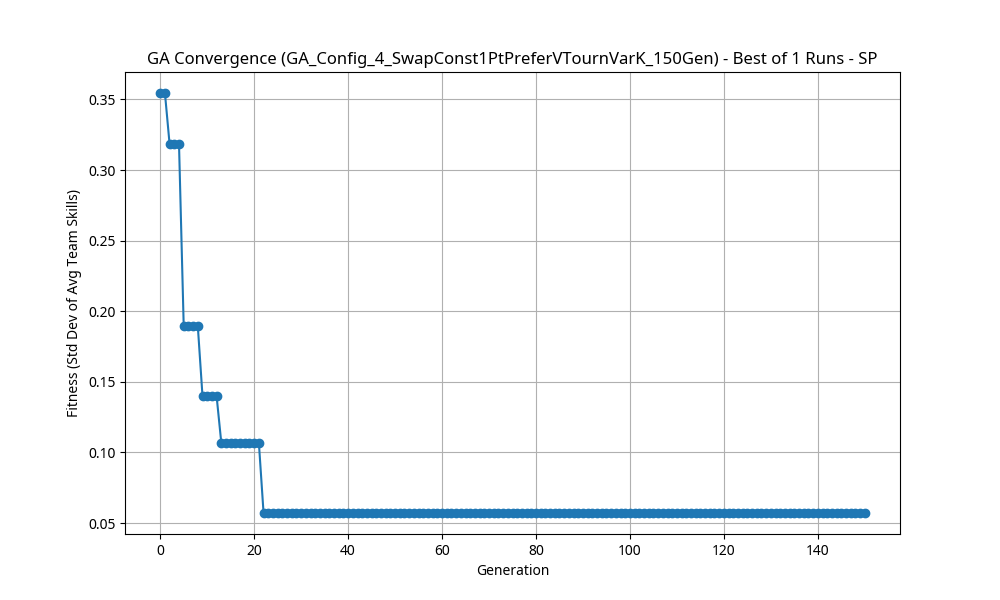 GA Convergence (GA_Config_4_SwapConst1PtPreferVTournVarK_150Gen) - Best of 1 Runs - SP
Fitness (Std Dev of Avg Team Skills)
0.35
0.30
0.25
0.20
0.15
0.10
0.05
0 20 40 60 80 100 120 140
Generation